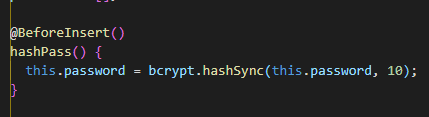 @BeforeInsert()
hashPass() {
  this.password = bcrypt.hashSync(this.password, 10);
}